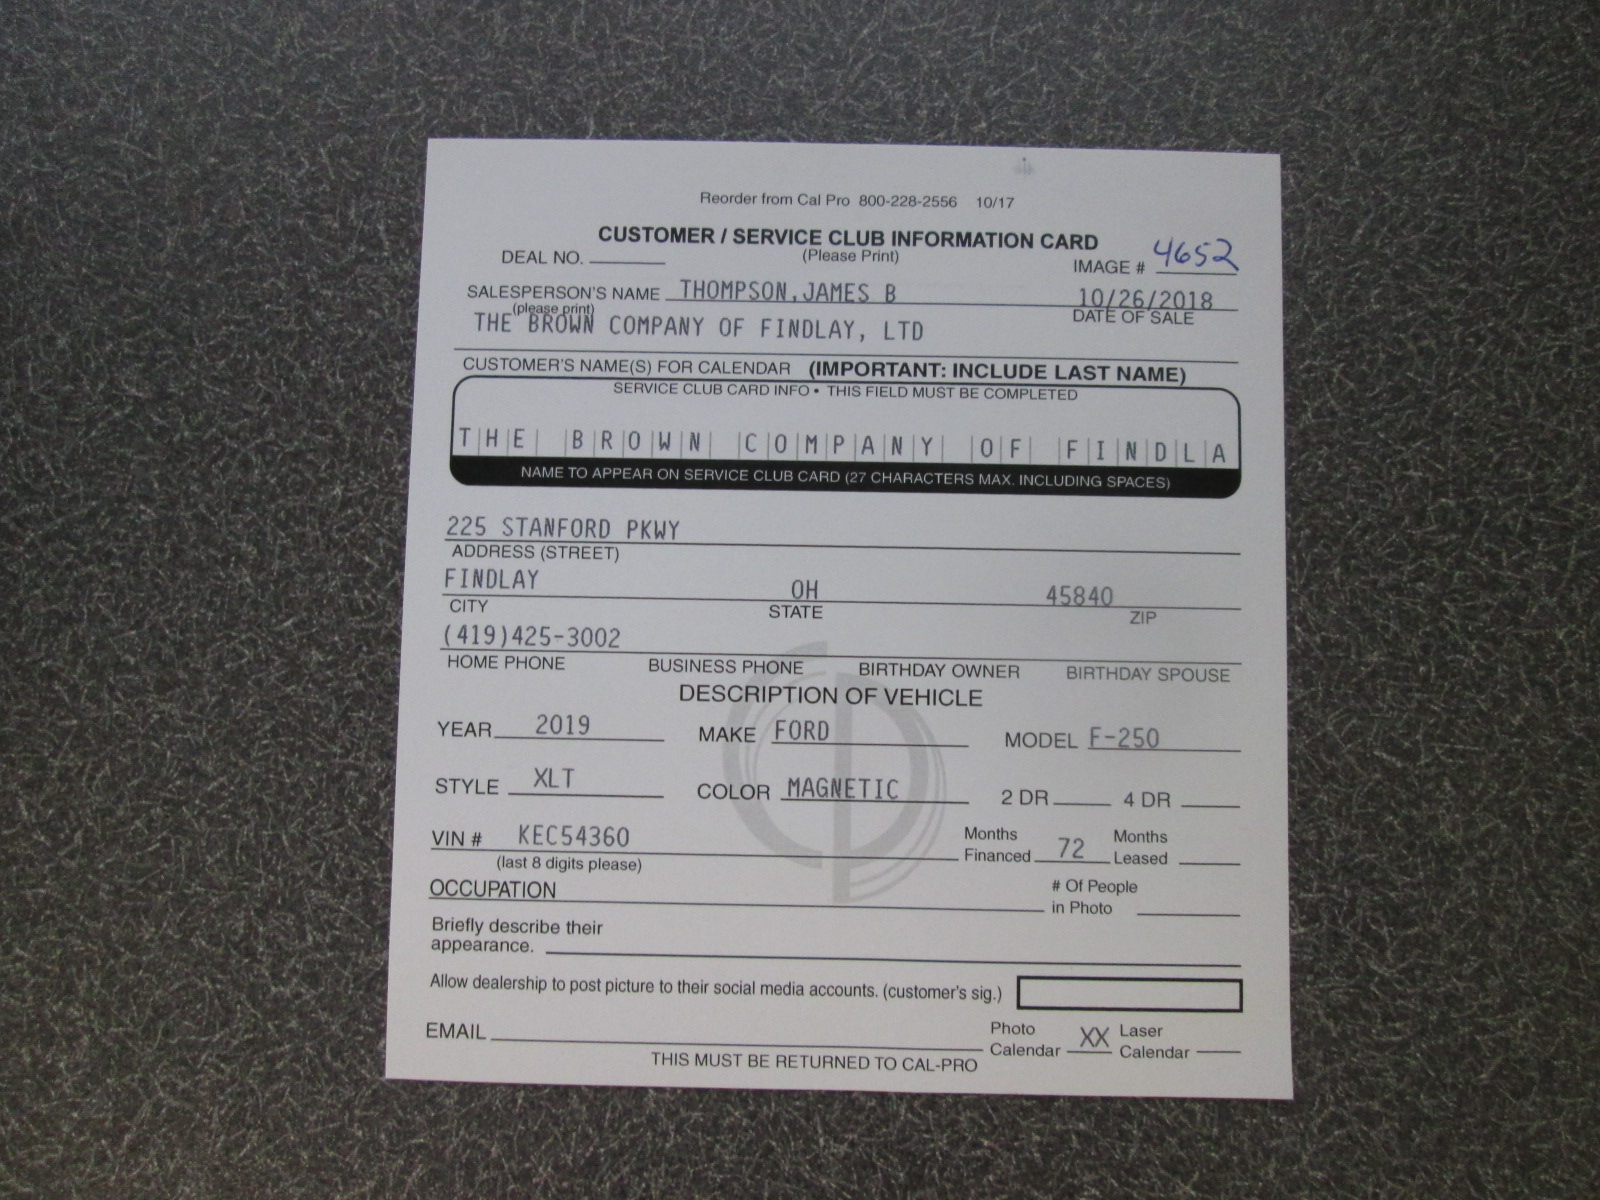 Reorder from Cal Pro 800-228-2556 10/17
CUSTOMER / SERVICE CLUB INFORMATION CARD
DEAL NO. (Please Print) IMAGE # 4652
SALESPERSON'S NAME THOMPSON,JAMES B 10/26/2018
(please print) DATE OF SALE
THE BROWN COMPANY OF FINDLAY, LTD
CUSTOMER'S NAME(S) FOR CALENDAR (IMPORTANT: INCLUDE LAST NAME)
SERVICE CLUB CARD INFO • THIS FIELD MUST BE COMPLETED
THE BROWN COMPANY OF FINDLA
NAME TO APPEAR ON SERVICE CLUB CARD (27 CHARACTERS MAX. INCLUDING SPACES)
225 STANFORD PKWY
ADDRESS (STREET)
FINDLAY OH 45840
CITY STATE ZIP
(419)425-3002
HOME PHONE BUSINESS PHONE BIRTHDAY OWNER BIRTHDAY SPOUSE
DESCRIPTION OF VEHICLE
YEAR 2019 MAKE FORD MODEL F-250
STYLE XLT COLOR MAGNETIC 2 DR 4 DR
VIN # KEC54360 Months Financed 72 Months Leased
(last 8 digits please)
OCCUPATION # Of People in Photo
Briefly describe their
appearance.
Allow dealership to post picture to their social media accounts. (customer's sig.)
EMAIL Photo Calendar XX Laser Calendar
THIS MUST BE RETURNED TO CAL-PRO